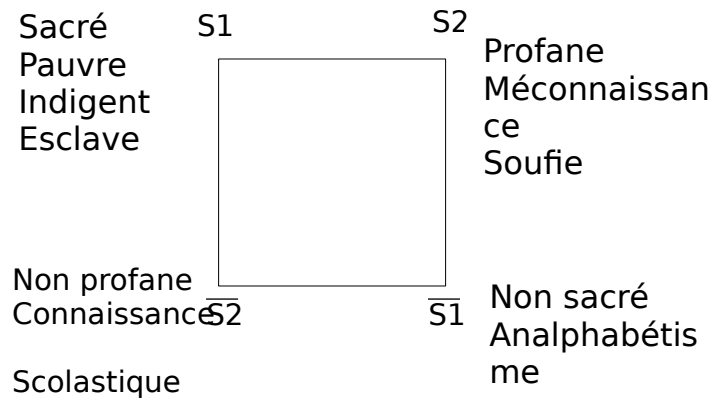 Sacré
Pauvre
Indigent
Esclave
S1
S2
Profane
Méconnaissan
ce
Soufie
Non profane
Connaissance
Scolastique
S̅2̅
S̅1̅
Non sacré
Analphabétis
me